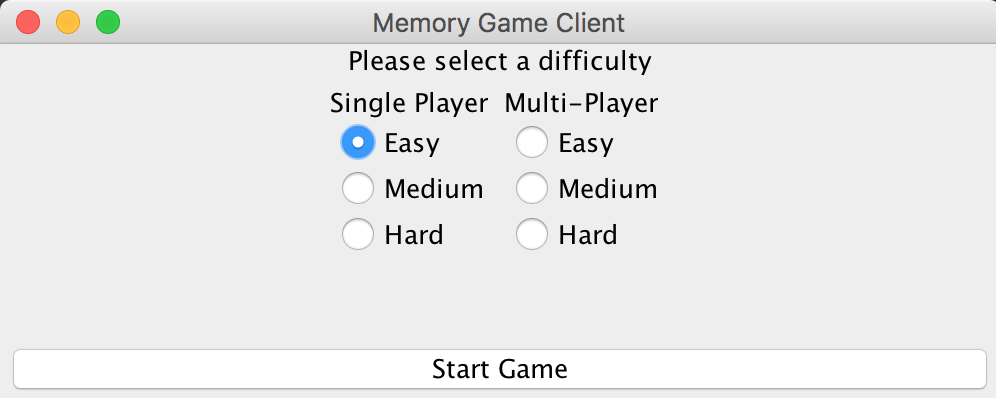 Memory Game Client
Please select a difficulty
Single Player Multi-Player
Easy Easy
Medium Medium
Hard Hard
Start Game